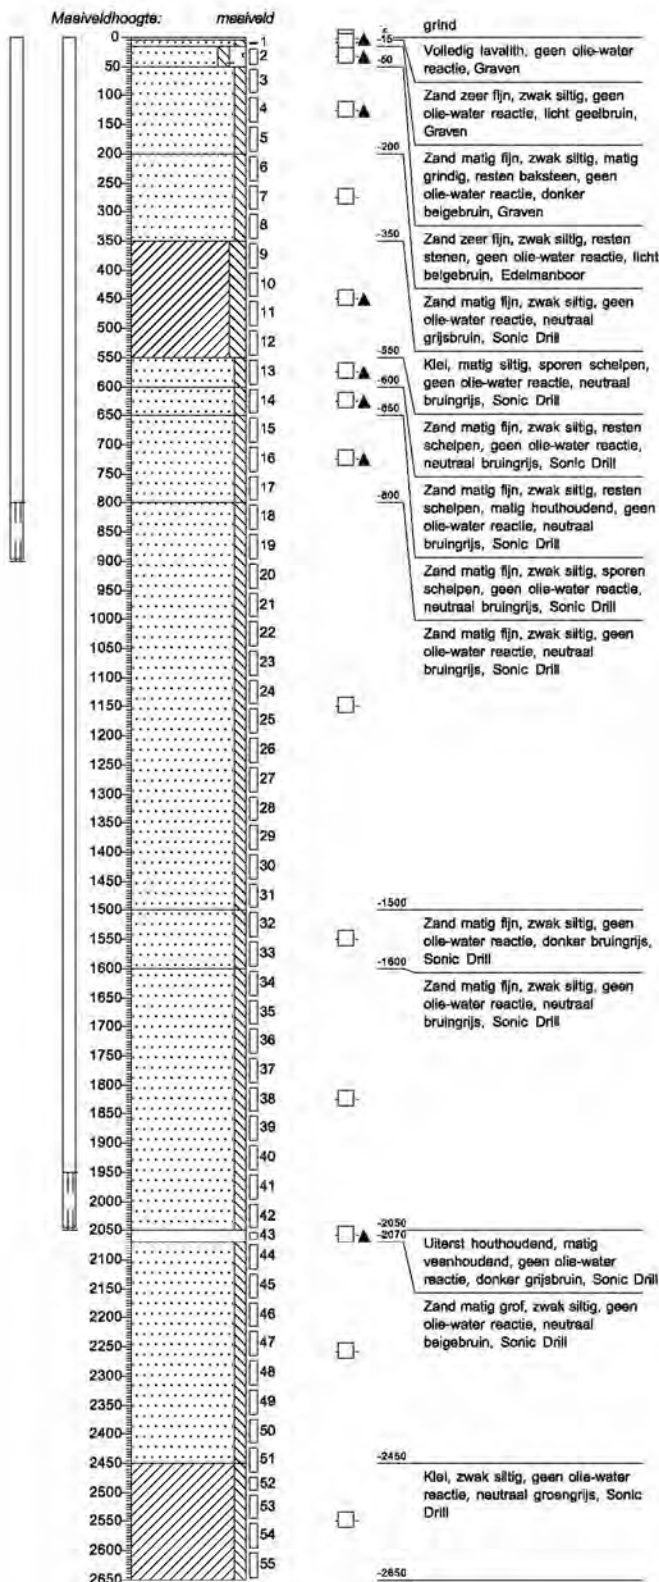 Maaiveldhoogte: maaiveld
0
50
100
150
200
250
300
350
400
450
500
550
600
650
700
750
800
850
900
950
1000
1050
1100
1150
1200
1250
1300
1350
1400
1450
1500
1550
1600
1650
1700
1750
1800
1850
1900
1950
2000
2050
2100
2150
2200
2250
2300
2350
2400
2450
2500
2550
2600
2650
1
2
3
4
5
6
7
8
9
10
11
12
13
14
15
16
17
18
19
20
21
22
23
24
25
26
27
28
29
30
31
32
33
34
35
36
37
38
39
40
41
42
43
44
45
46
47
48
49
50
51
52
53
54
55
grind
-15
Volledig lavalith, geen olie-water
reactie, Graven
-50
Zand zeer fijn, zwak siltig, geen
olie-water reactie, licht geelbruin,
Graven
-200
Zand matig fijn, zwak siltig, matig
grindig, resten baksteen, geen
olie-water reactie, donker
beigebruin, Graven
-350
Zand zeer fijn, zwak siltig, resten
stenen, geen olie-water reactie, licht
beigebruin, Edelmanboor
Zand matig fijn, zwak siltig, geen
olie-water reactie, neutraal
grijsbruin, Sonic Drill
-550
Klei, matig siltig, sporen schelpen,
geen olie-water reactie, neutraal
bruingrijs, Sonic Drill
-600
-650
Zand matig fijn, zwak siltig, resten
schelpen, geen olie-water reactie,
neutraal bruingrijs, Sonic Drill
-800
Zand matig fijn, zwak siltig, resten
schelpen, matig houthoudend, geen
olie-water reactie, neutraal
bruingrijs, Sonic Drill
Zand matig fijn, zwak siltig, sporen
schelpen, geen olie-water reactie,
neutraal bruingrijs, Sonic Drill
Zand matig fijn, zwak siltig, geen
olie-water reactie, neutraal
bruingrijs, Sonic Drill
-1500
Zand matig fijn, zwak siltig, geen
olie-water reactie, donker bruingrijs,
Sonic Drill
-1600
Zand matig fijn, zwak siltig, geen
olie-water reactie, neutraal
bruingrijs, Sonic Drill
-2050
-2070
Uiterst houthoudend, matig
veenhoudend, geen olie-water
reactie, donker grijsbruin, Sonic Drill
Zand matig grof, zwak siltig, geen
olie-water reactie, neutraal
beigebruin, Sonic Drill
-2450
Klei, zwak siltig, geen olie-water
reactie, neutraal groengrijs, Sonic
Drill
-2650